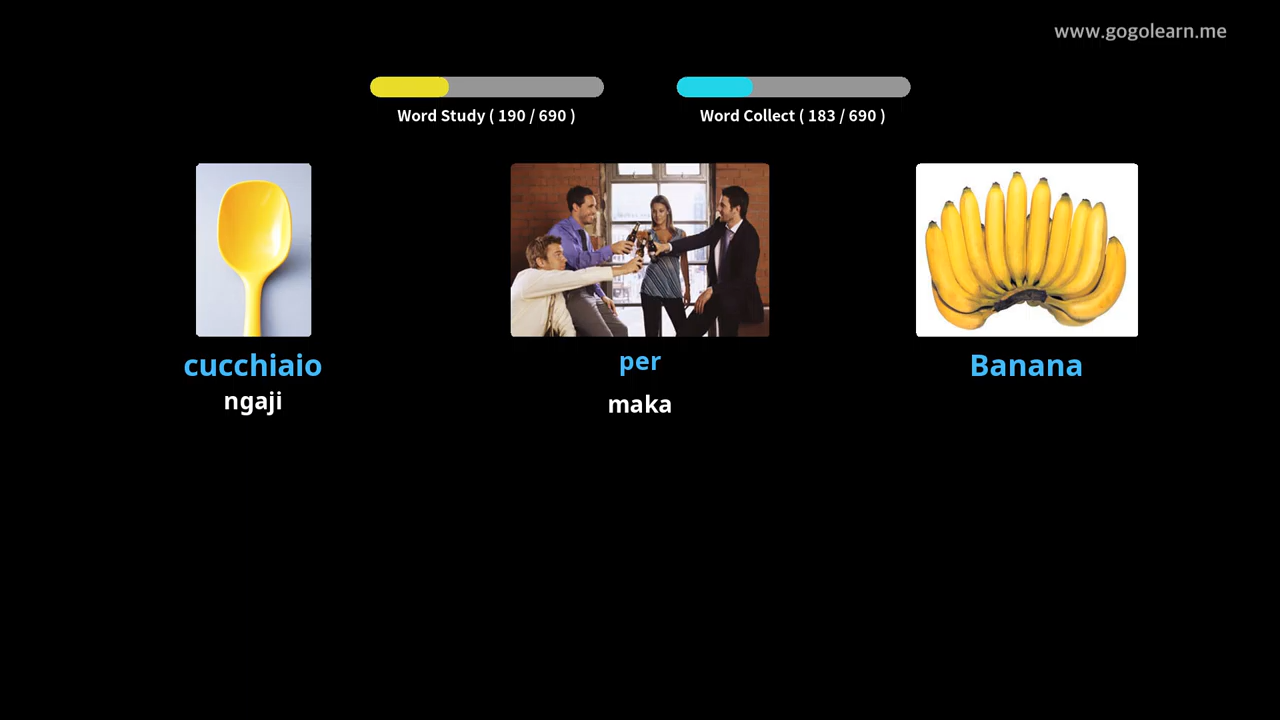 www.gogolearn.me
Word Study ( 190 / 690 )
Word Collect ( 183 / 690 )
cucchiaio
ngaji
per
maka
Banana